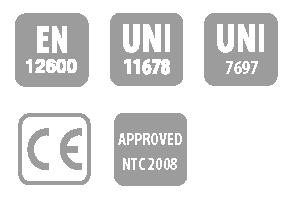 EN
12600
UNI
11678
UNI
7697
CE
APPROVED
NTC 2008